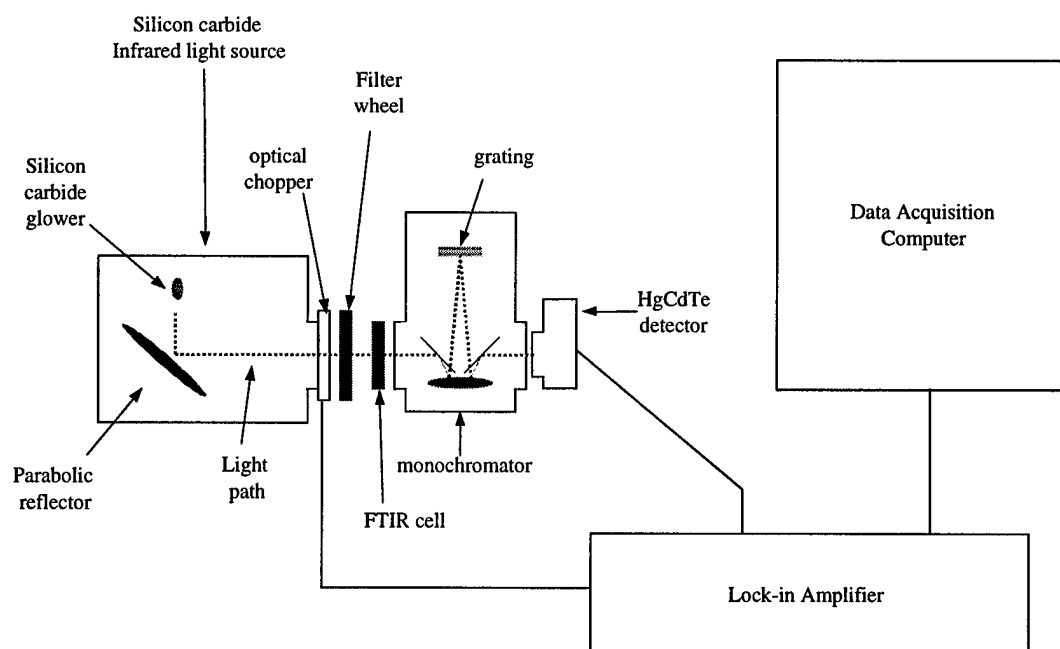 Silicon carbide
Infrared light source
Filter
wheel
optical
chopper
grating
Silicon
carbide
glower
Data Acquisition
Computer
HgCdTe
detector
Parabolic
reflector
Light
path
monochromator
FTIR cell
Lock-in Amplifier